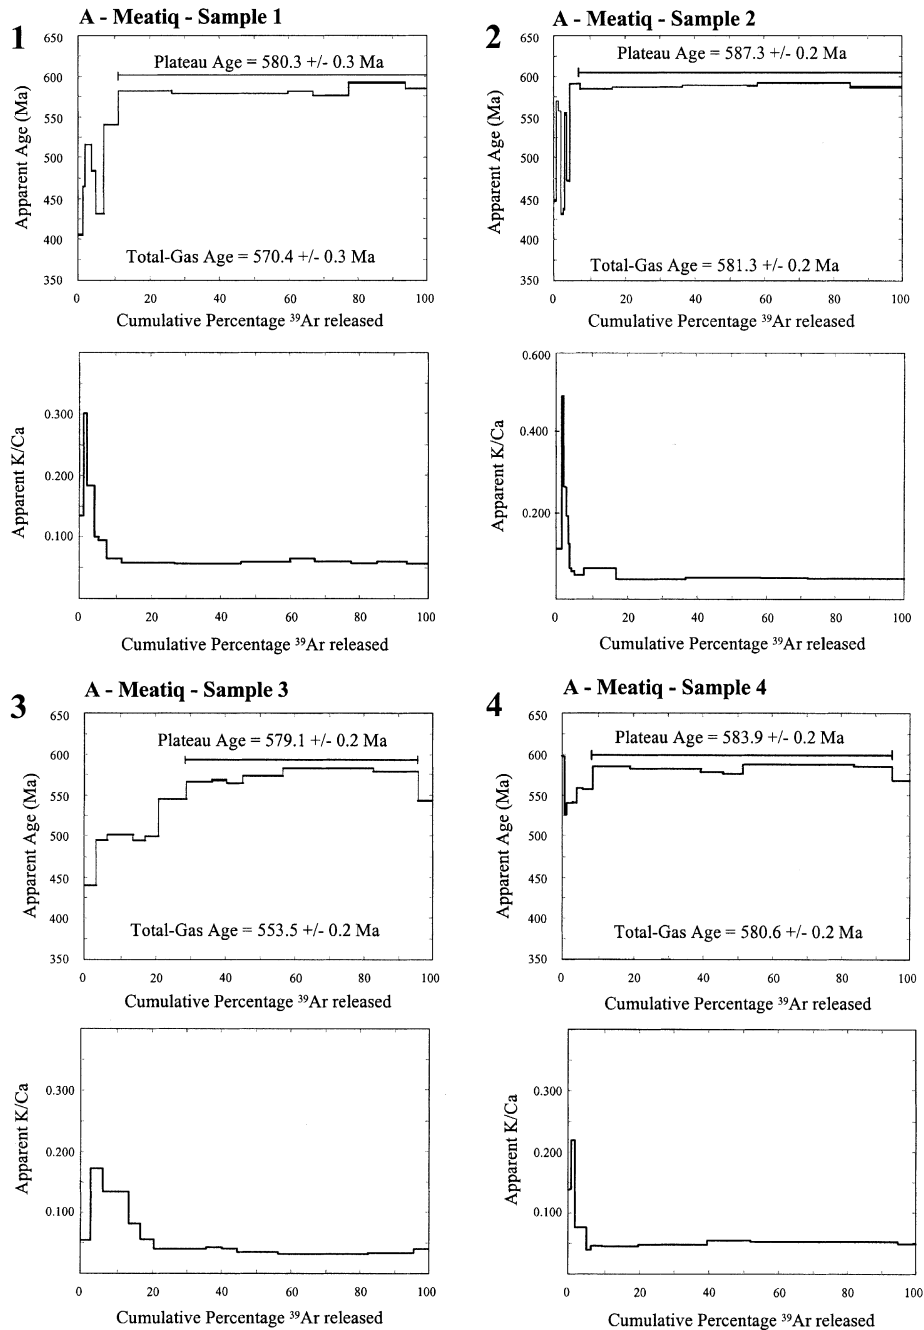 1
A - Meatiq - Sample 1
650
600
550
500
450
400
350
Apparent Age (Ma)
Plateau Age = 580.3 +/- 0.3 Ma
Total-Gas Age = 570.4 +/- 0.3 Ma
0 20 40 60 80 100
Cumulative Percentage ³⁹Ar released
0.300
0.200
0.100
Apparent K/Ca
0 20 40 60 80 100
Cumulative Percentage ³⁹Ar released
2
A - Meatiq - Sample 2
650
600
550
500
450
400
350
Apparent Age (Ma)
Plateau Age = 587.3 +/- 0.2 Ma
Total-Gas Age = 581.3 +/- 0.2 Ma
0 20 40 60 80 100
Cumulative Percentage ³⁹Ar released
0.600
0.400
0.200
Apparent K/Ca
0 20 40 60 80 100
Cumulative Percentage ³⁹Ar released
3
A - Meatiq - Sample 3
650
600
550
500
450
400
350
Apparent Age (Ma)
Plateau Age = 579.1 +/- 0.2 Ma
Total-Gas Age = 553.5 +/- 0.2 Ma
0 20 40 60 80 100
Cumulative Percentage ³⁹Ar released
0.300
0.200
0.100
Apparent K/Ca
0 20 40 60 80 100
Cumulative Percentage ³⁹Ar released
4
A - Meatiq - Sample 4
650
600
550
500
450
400
350
Apparent Age (Ma)
Plateau Age = 583.9 +/- 0.2 Ma
Total-Gas Age = 580.6 +/- 0.2 Ma
0 20 40 60 80 100
Cumulative Percentage ³⁹Ar released
0.300
0.200
0.100
Apparent K/Ca
0 20 40 60 80 100
Cumulative Percentage ³⁹Ar released